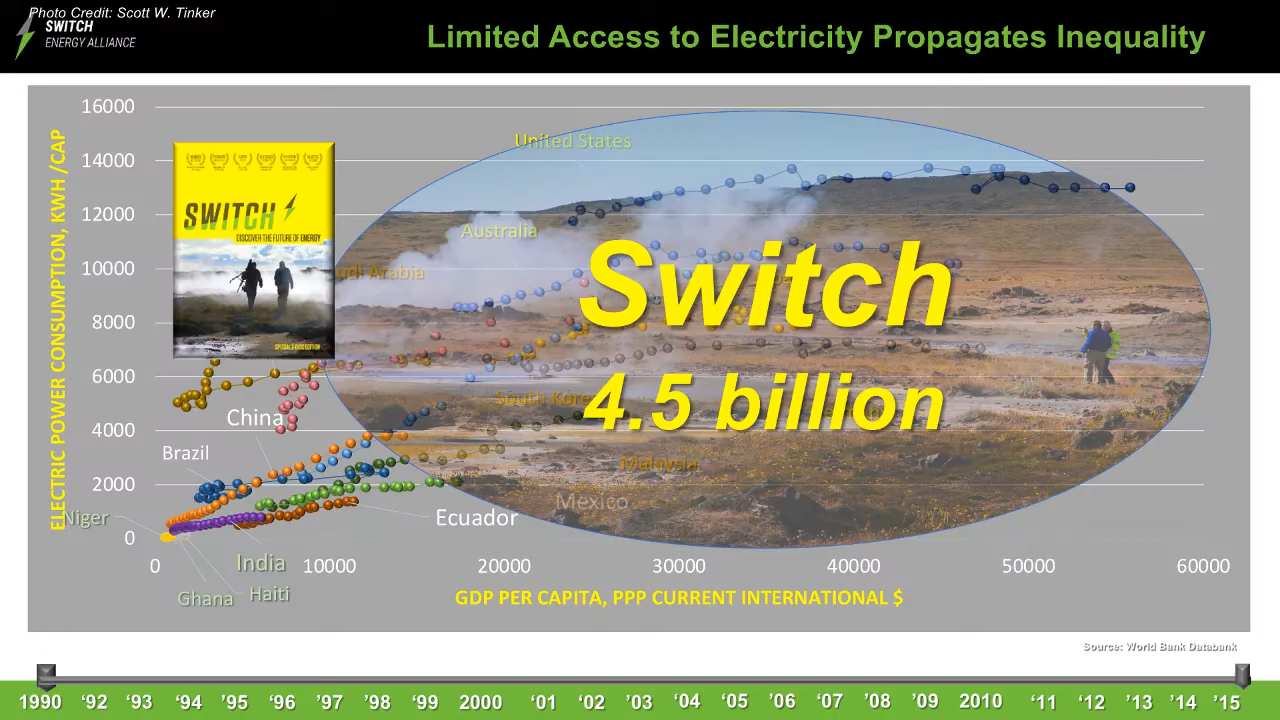 Photo Credit: Scott W. Tinker
SWITCH
ENERGY ALLIANCE
Limited Access to Electricity Propagates Inequality
ELECTRIC POWER CONSUMPTION, KWH /CAP
16000
14000
12000
10000
8000
6000
4000
2000
0
United States
Australia
SWITCH
DISCOVER THE FUTURE OF ENERGY
Arabia
Switch
4.5 billion
South Korea
China
Brazil
Malaysia
Mexico
Niger
Ecuador
India
Ghana
Haiti
0
10000
20000
30000
40000
50000
60000
GDP PER CAPITA, PPP CURRENT INTERNATIONAL $
Source: World Bank Databank
1990 ‘92 ‘93 ’94 ’95 ’96 ’97 ’98 ’99 2000 ‘01 ‘02 ‘03 ‘04 ’05 ’06 ’07 ’08 ’09 2010 ’11 ’12 ’13 ’14 ’15